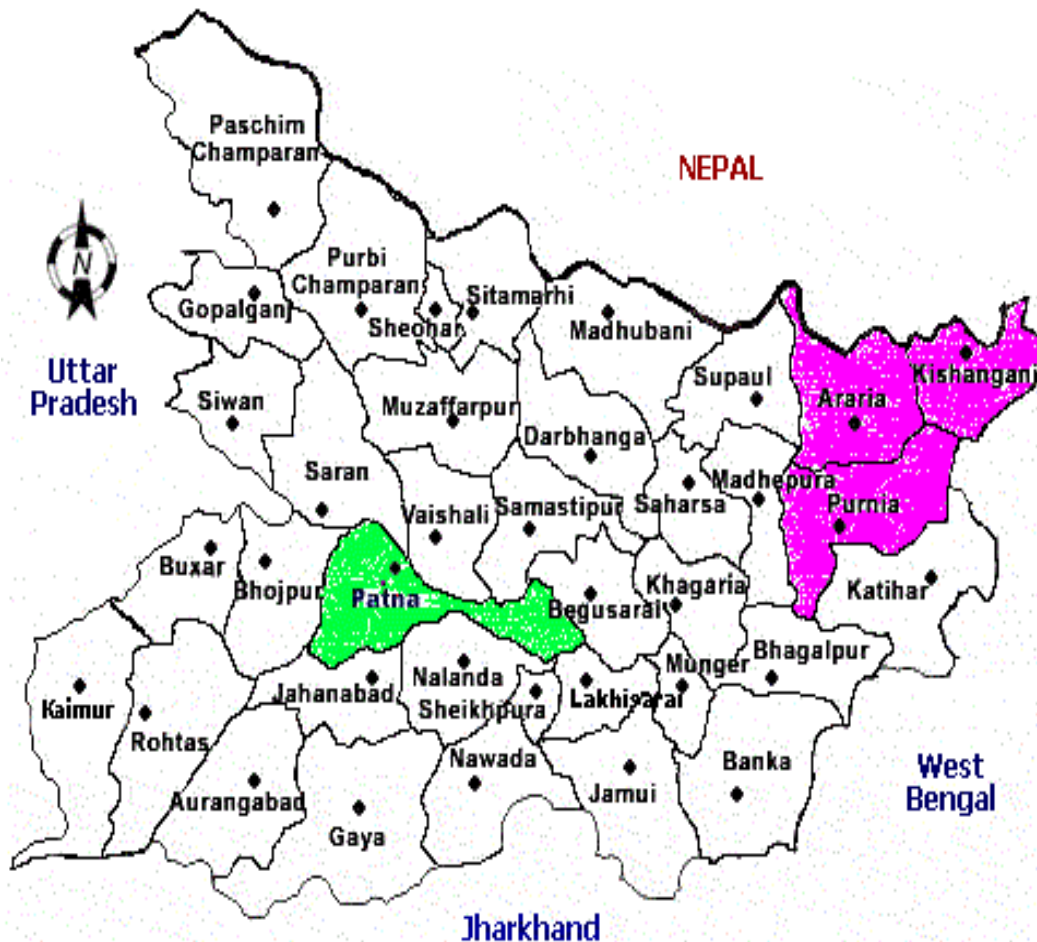 Paschim
Champaran
NEPAL
N
Purbi
Champaran
Sitamarhi
Gopalganj
Sheohar
Madhubani
Uttar
Pradesh
Kishanganj
Supaul
Araria
Siwan
Muzaffarpur
Darbhanga
Saran
Madhepura
Saharsa
Purnia
Vaishali
Samastipur
Buxar
Bhojpur
Patna
Khagaria
Katihar
Begusarai
Bhagalpur
Munger
Nalanda
Jahanabad
Lakhisarai
Sheikhpura
Kaimur
Rohtas
Nawada
Banka
West
Bengal
Jamui
Aurangabad
Gaya
Jharkhand